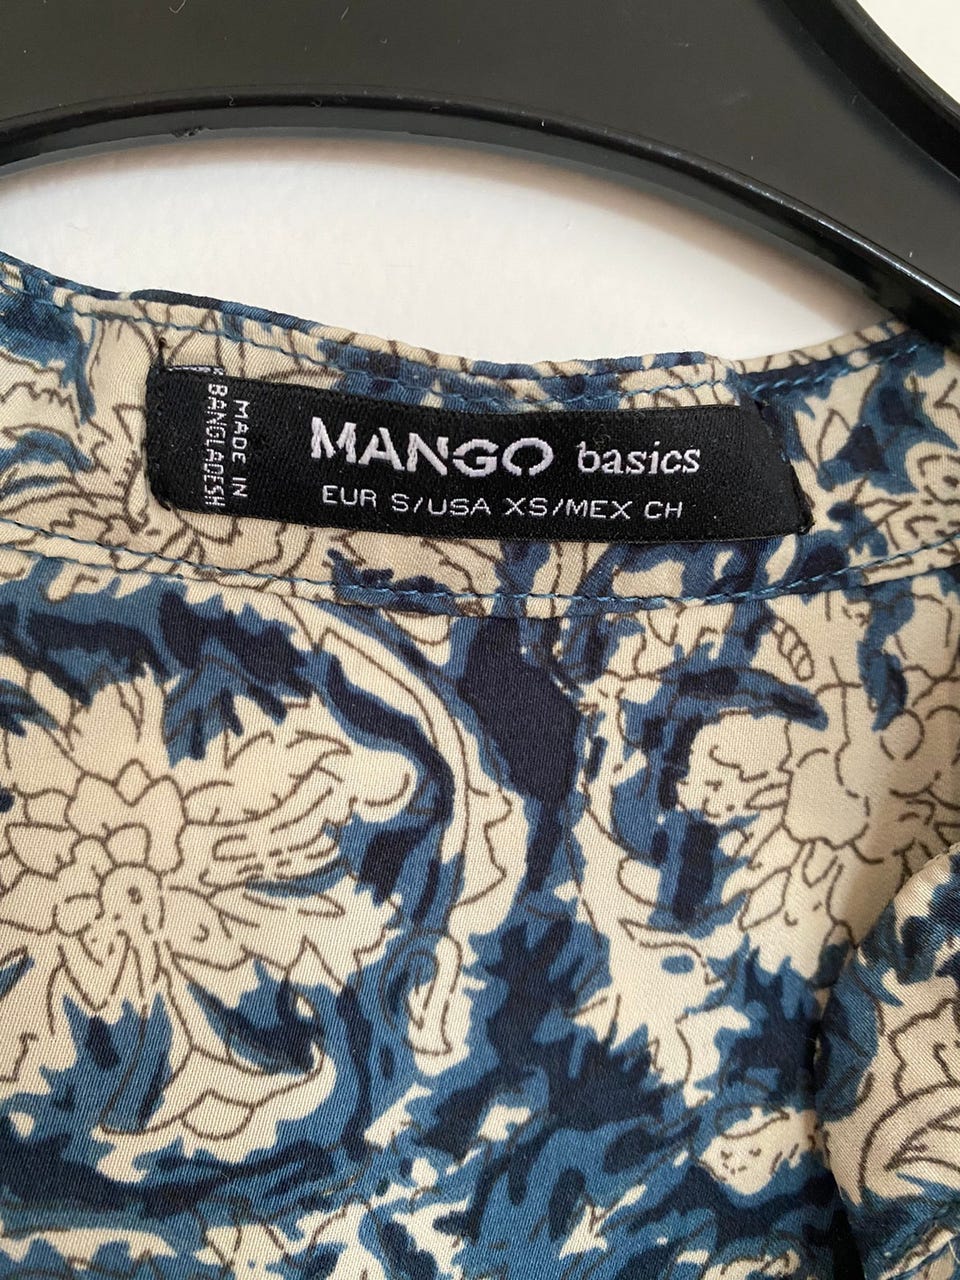 MANGO basics
EUR S/USA XS/MEX CH
MADE IN
BANGLADESH